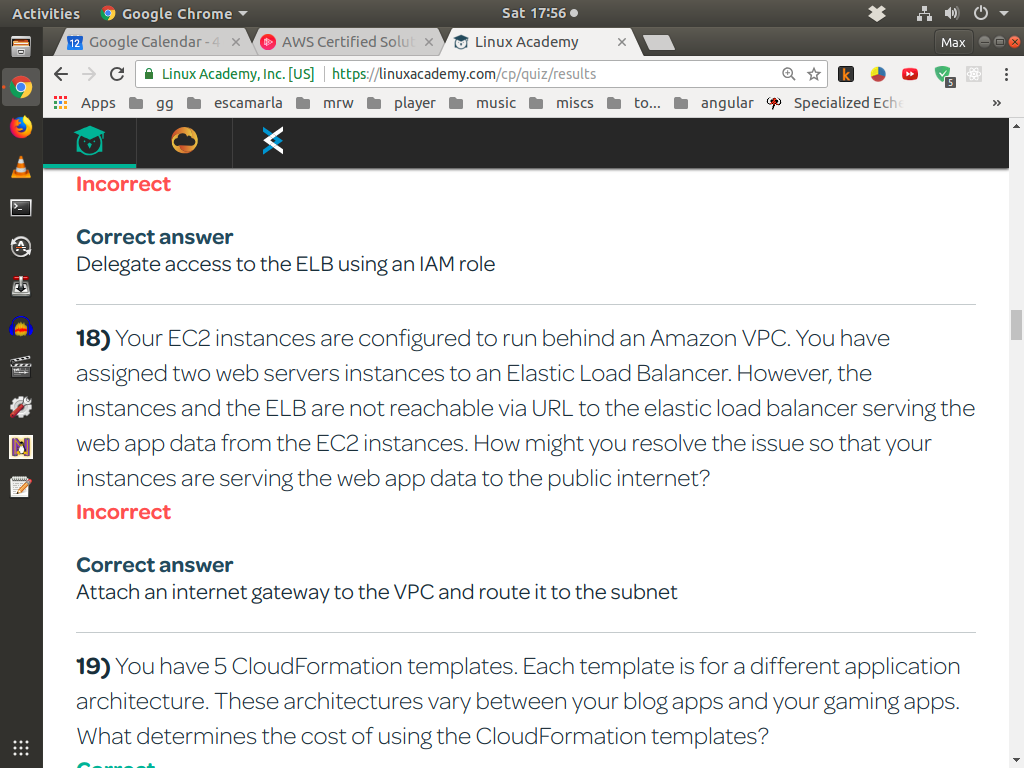 Activities Google Chrome Sat 17:56
12 Google Calendar - 4 AWS Certified Solut Linux Academy Max
Linux Academy, Inc. [US] https://linuxacademy.com/cp/quiz/results k 5
Apps gg escamarla mrw player music miscs to... angular Specialized Eche »
Incorrect
Correct answer
Delegate access to the ELB using an IAM role
18) Your EC2 instances are configured to run behind an Amazon VPC. You have
assigned two web servers instances to an Elastic Load Balancer. However, the
instances and the ELB are not reachable via URL to the elastic load balancer serving the
web app data from the EC2 instances. How might you resolve the issue so that your
instances are serving the web app data to the public internet?
Incorrect
Correct answer
Attach an internet gateway to the VPC and route it to the subnet
19) You have 5 CloudFormation templates. Each template is for a different application
architecture. These architectures vary between your blog apps and your gaming apps.
What determines the cost of using the CloudFormation templates?
Correct